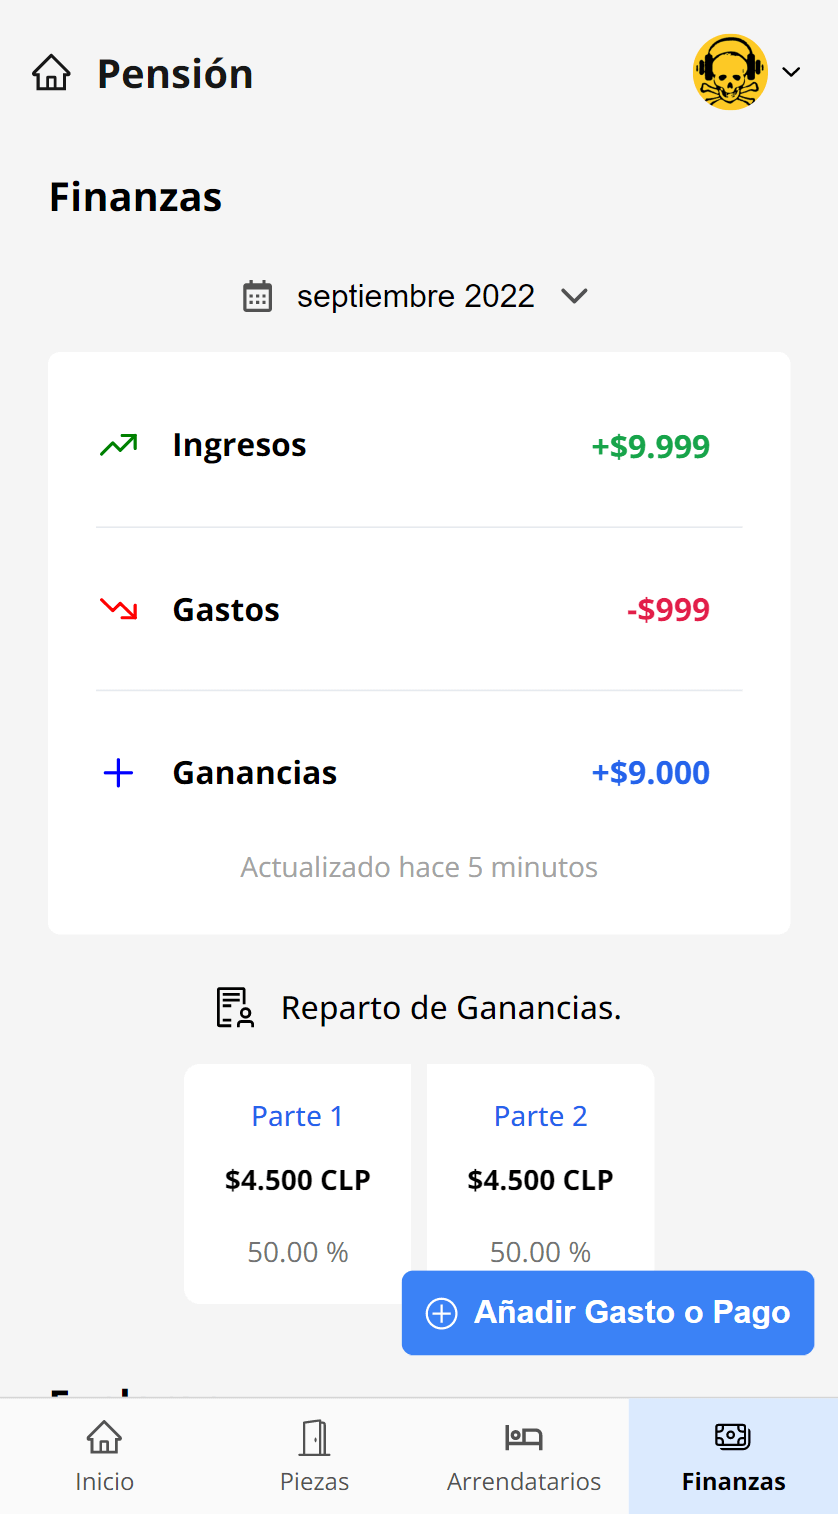 Pensión
Finanzas
septiembre 2022
Ingresos +$9.999
Gastos -$999
Ganancias +$9.000
Actualizado hace 5 minutos
Reparto de Ganancias.
Parte 1 Parte 2
$4.500 CLP $4.500 CLP
50.00 % 50.00 %
Añadir Gasto o Pago
Inicio Piezas Arrendatarios Finanzas